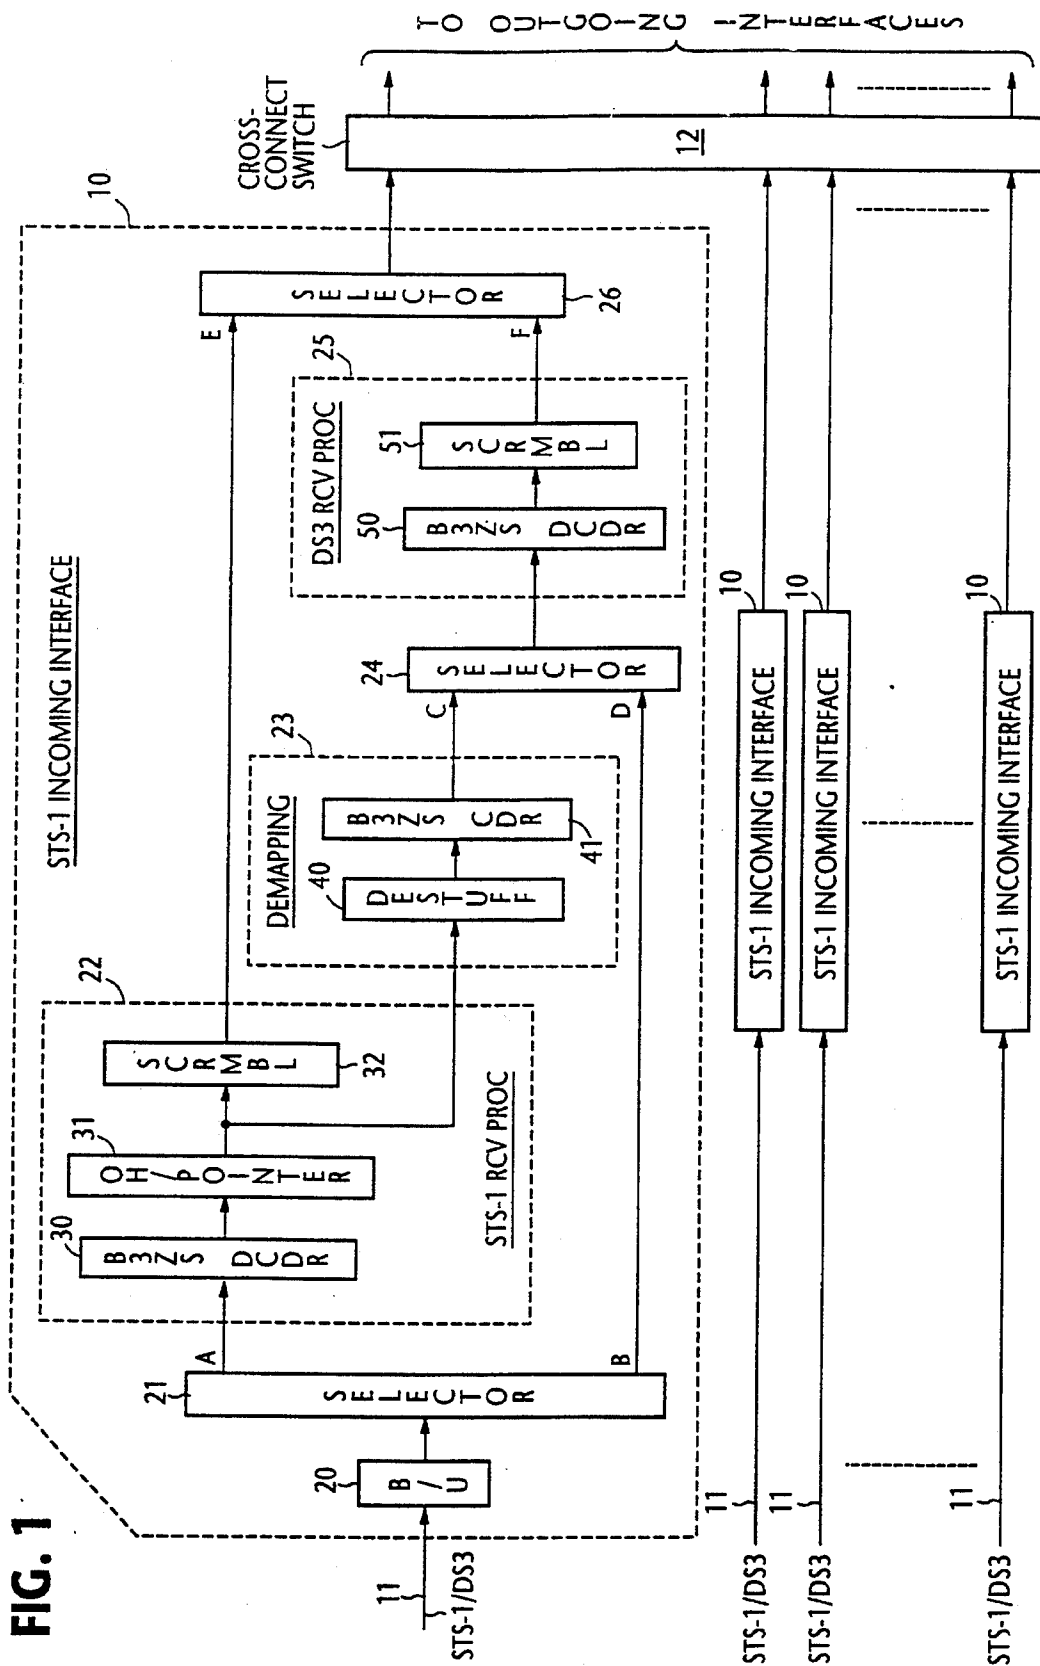 FIG. 1
STS-1 INCOMING INTERFACE
10
CROSS-
CONNECT
SWITCH
TO OUTGOING INTERFACES
12
11
STS-1/DS3
20
B/U
21
SELECTOR
A
B
22
STS-1 RCV PROC
30
B3ZS DCDR
31
OH/POINTER
32
SCRMBL
23
DEMAPPING
40
DESTUFF
41
B3ZS CDR
C
D
24
SELECTOR
25
DS3 RCV PROC
50
B3ZS DCDR
51
SCRMBL
E
F
26
SELECTOR
STS-1/DS3
11
STS-1 INCOMING INTERFACE
10
STS-1/DS3
11
STS-1 INCOMING INTERFACE
10
STS-1/DS3
11
STS-1 INCOMING INTERFACE
10